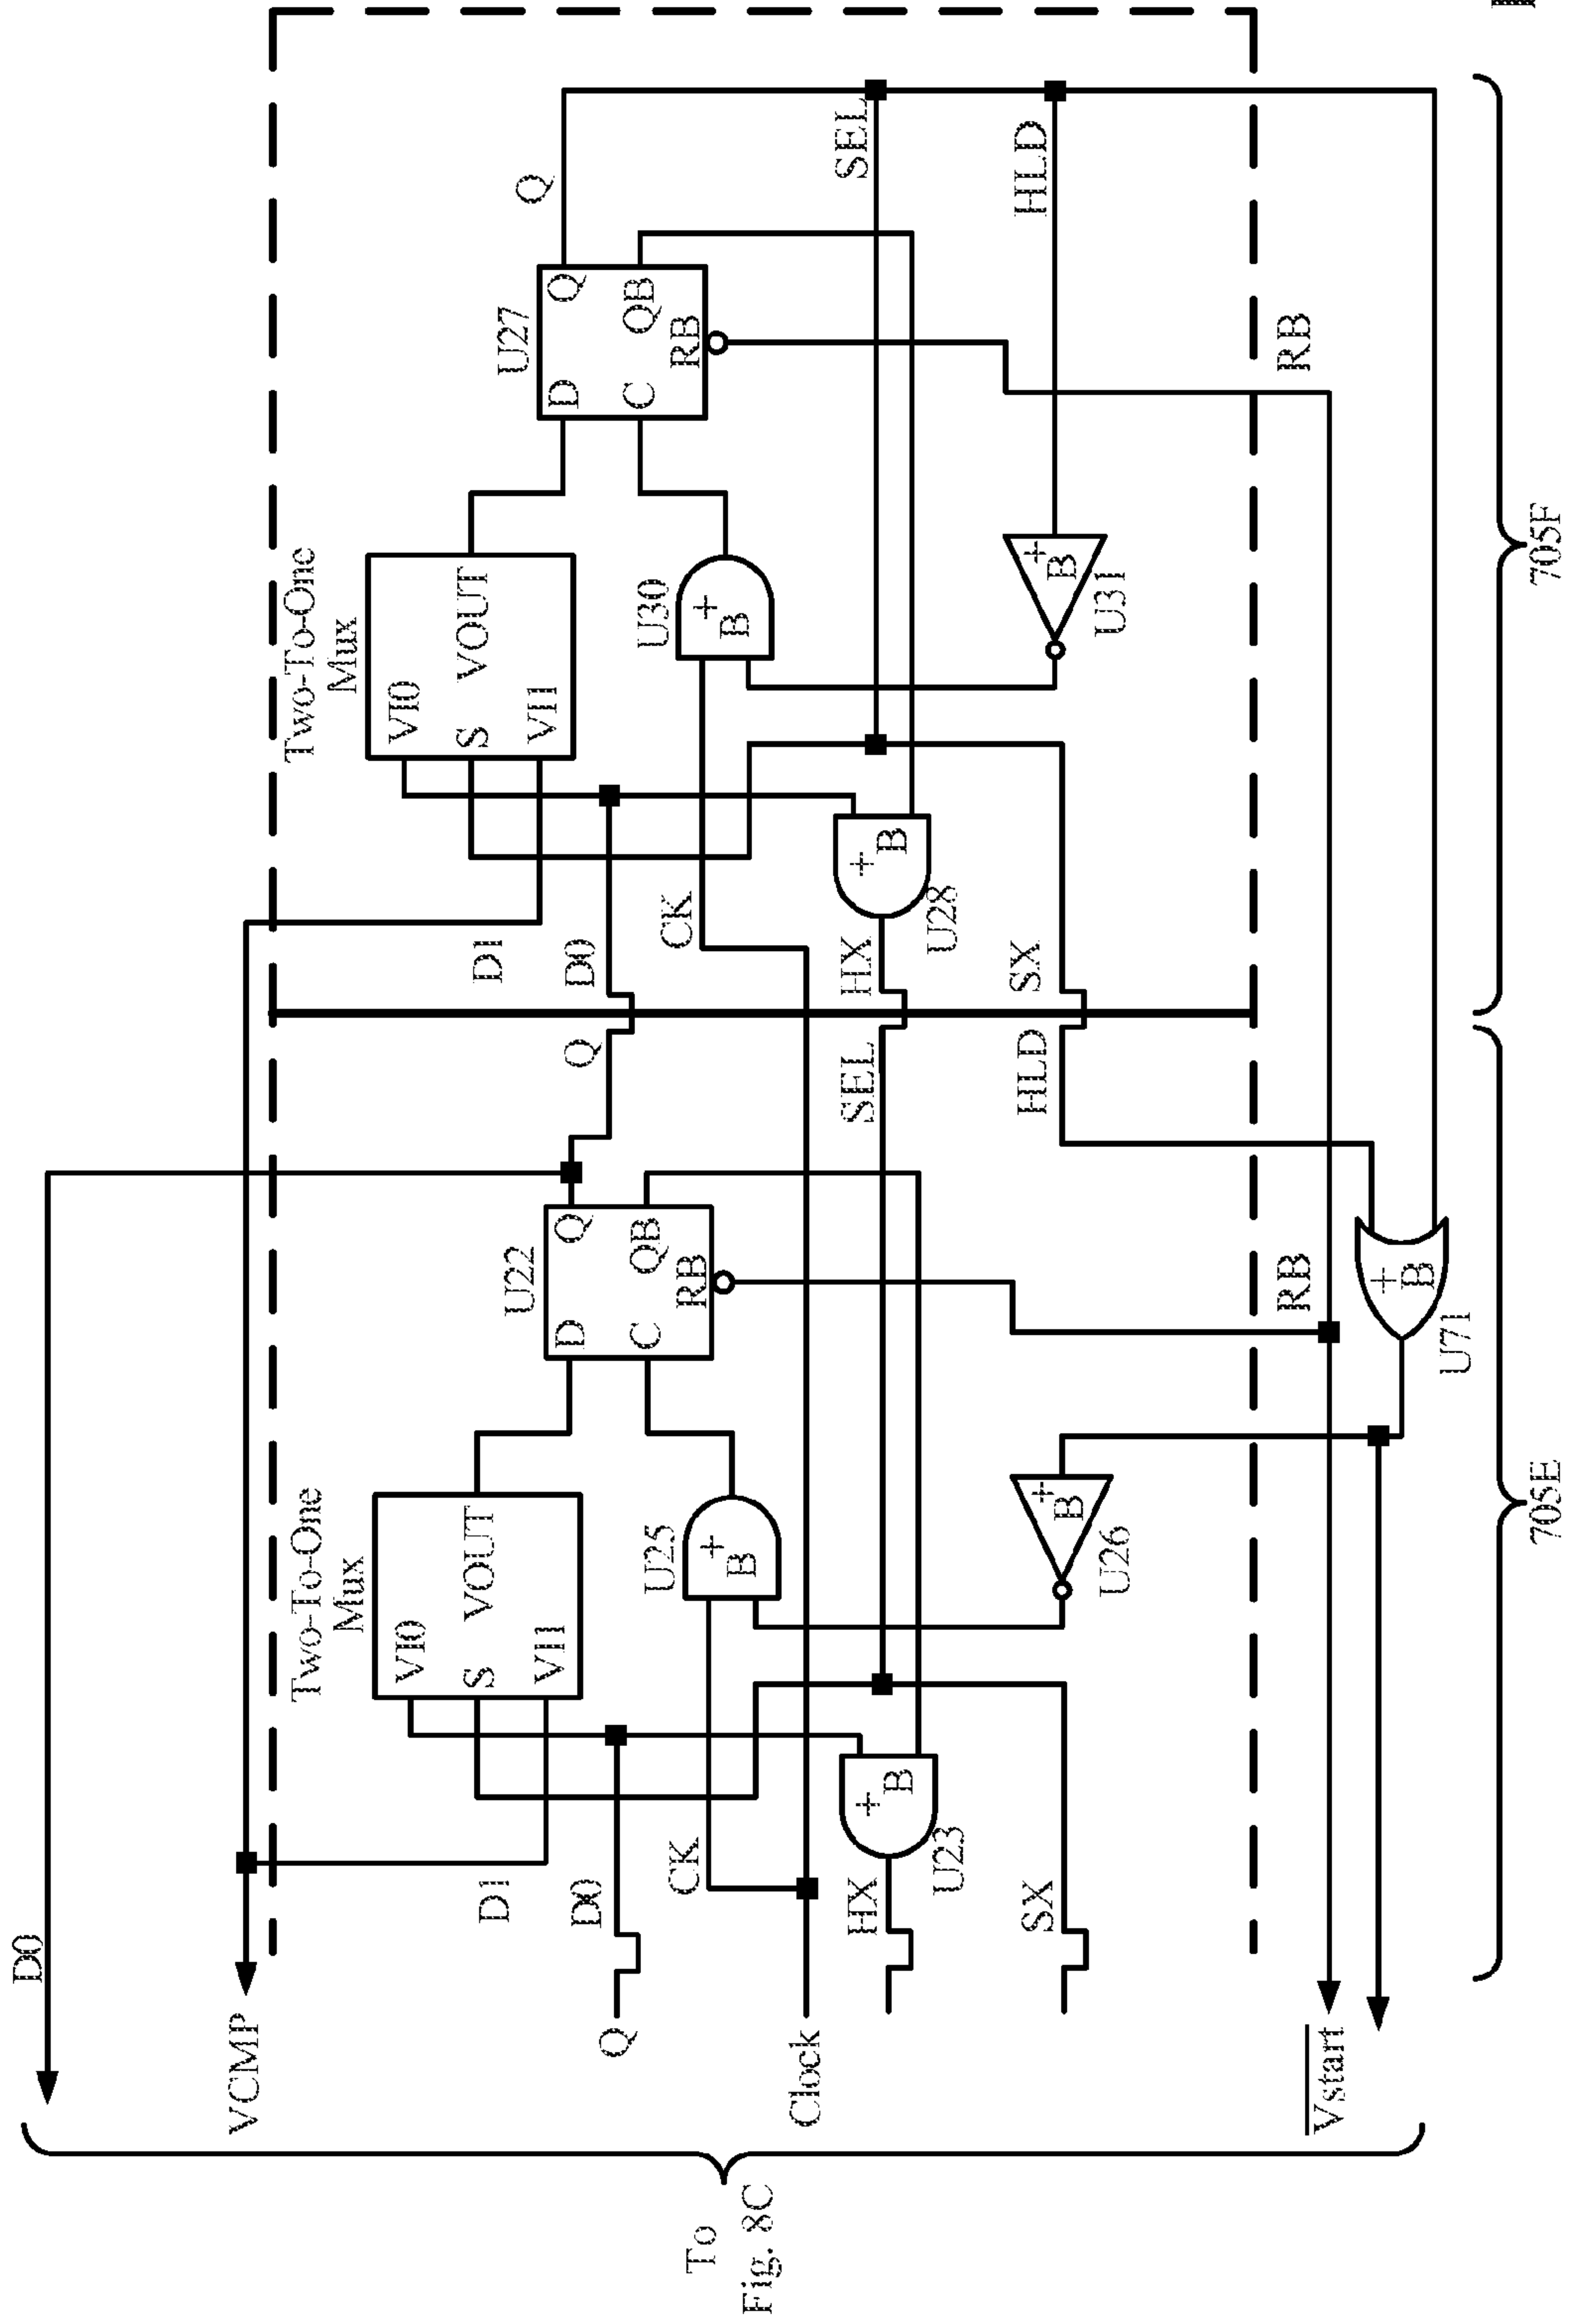 To
Fig. 8C
D0
VCMP
Q
Clock
Vstart
Two-To-One
Mux
VI0
S
VI1
VOUT
D1
D0
CK
HX
SX
U23
+
B
U25
+
B
U26
+
B
U22
D
Q
C
QB
RB
RB
U71
+
B
705E
Q
SEL
HLD
D1
D0
CK
HX
SX
Two-To-One
Mux
VI0
S
VI1
VOUT
U28
+
B
U30
+
B
U31
+
B
U27
D
Q
C
QB
RB
Q
SEL
HLD
RB
705F